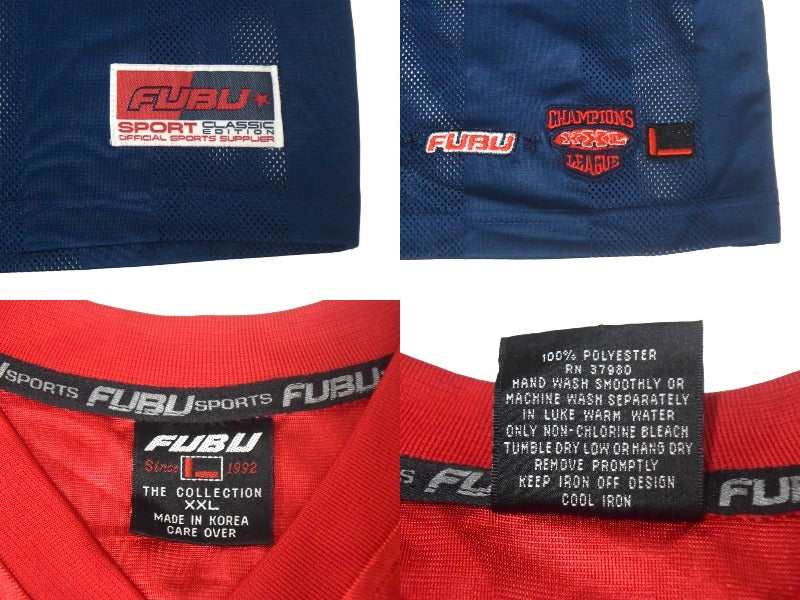 FUBU
SPORT CLASSIC EDITION
OFFICIAL SPORTS SUPPLIER
FUBU
CHAMPIONS
XXL
LEAGUE
SPORTS FUBU SPORTS FUBU
FUBU
Since 1992
THE COLLECTION
XXL
MADE IN KOREA
CARE OVER
100% POLYESTER
RN 37980
HAND WASH SMOOTHLY OR
MACHINE WASH SEPARATELY
IN LUKE WARM WATER
ONLY NON-CHLORINE BLEACH
TUMBLE DRY LOW OR HANG DRY
REMOVE PROMPTLY
KEEP IRON OFF DESIGN
COOL IRON